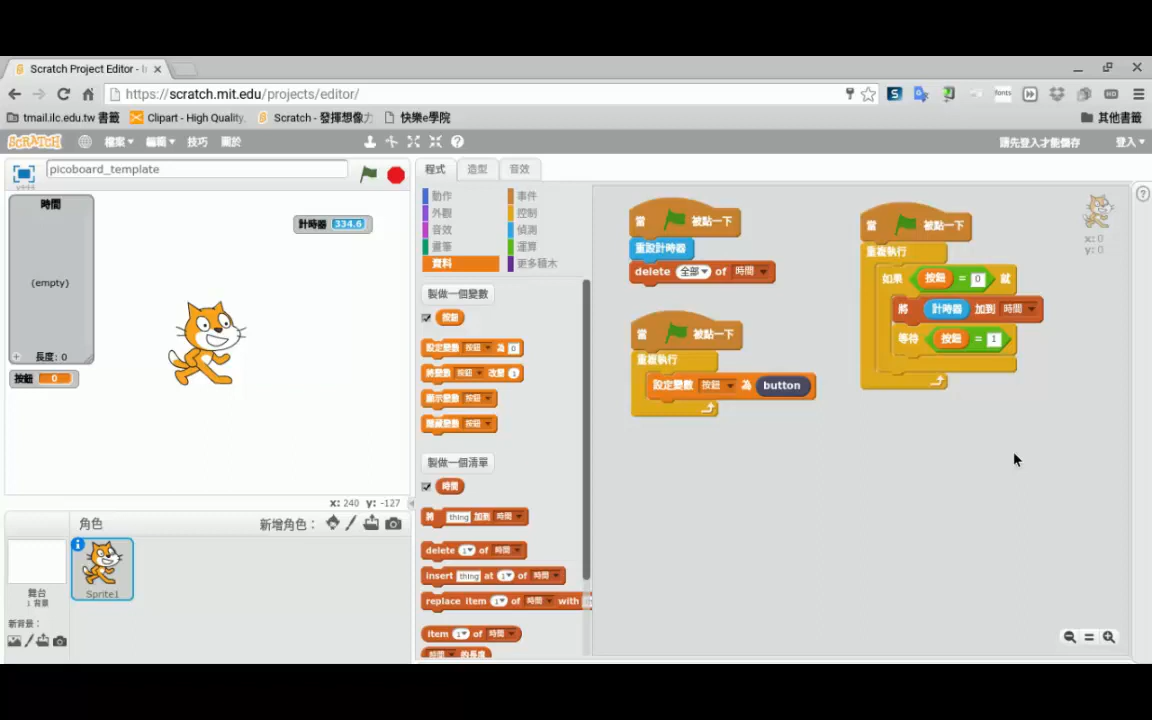 Scratch Project Editor - I
https://scratch.mit.edu/projects/editor/
tmail.ilc.edu.tw 書籤 Clipart - High Quality. Scratch - 發揮想像力 快樂e學院 其他書籤
SCRATCH 檔案 編輯 技巧 關於 請先登入才能儲存 登入
picoboard_template
v444
時間
(empty)
長度: 0
計時器 334.6
按鈕 0
x: 240 y: -127
角色 新增角色：
Sprite1
舞台
1 背景
新背景：
程式 造型 音效
動作 事件
外觀 控制
音效 偵測
畫筆 運算
資料 更多積木
製做一個變數
按鈕
設定變數 按鈕 為 0
將變數 按鈕 改變 1
顯示變數 按鈕
隱藏變數 按鈕
製做一個清單
時間
將 thing 加到 時間
delete 1 of 時間
insert thing at 1 of 時間
replace item 1 of 時間 with
item 1 of 時間
時間 的長度
當 被點一下
重設計時器
delete 全部 of 時間
當 被點一下
重複執行
設定變數 按鈕 為 button
當 被點一下
重複執行
如果 按鈕 = 0 就
將 計時器 加到 時間
等待 按鈕 = 1
x: 0
y: 0